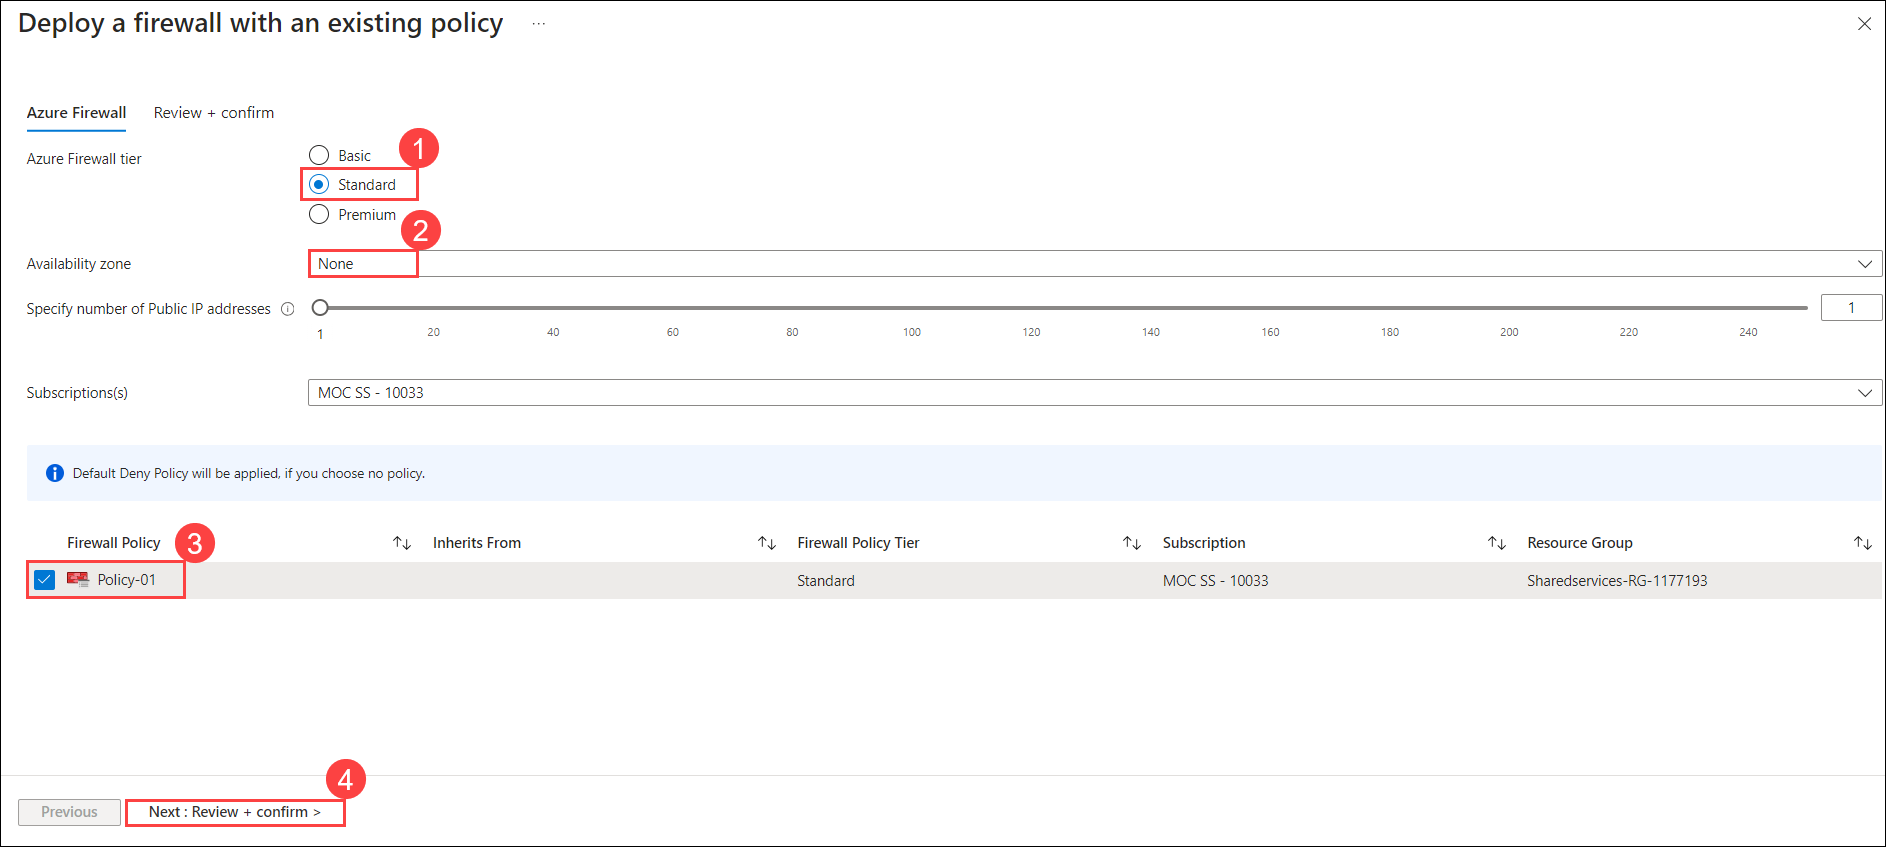 Deploy a firewall with an existing policy ...
Azure Firewall Review + confirm
Azure Firewall tier
Basic
1
Standard
Premium
2
Availability zone
None
Specify number of Public IP addresses
1
1 20 40 60 80 100 120 140 160 180 200 220 240
Subscriptions(s)
MOC SS - 10033
Default Deny Policy will be applied, if you choose no policy.
Firewall Policy 3 Inherits From Firewall Policy Tier Subscription Resource Group
Policy-01 Standard MOC SS - 10033 Sharedservices-RG-1177193
4
Previous Next : Review + confirm >